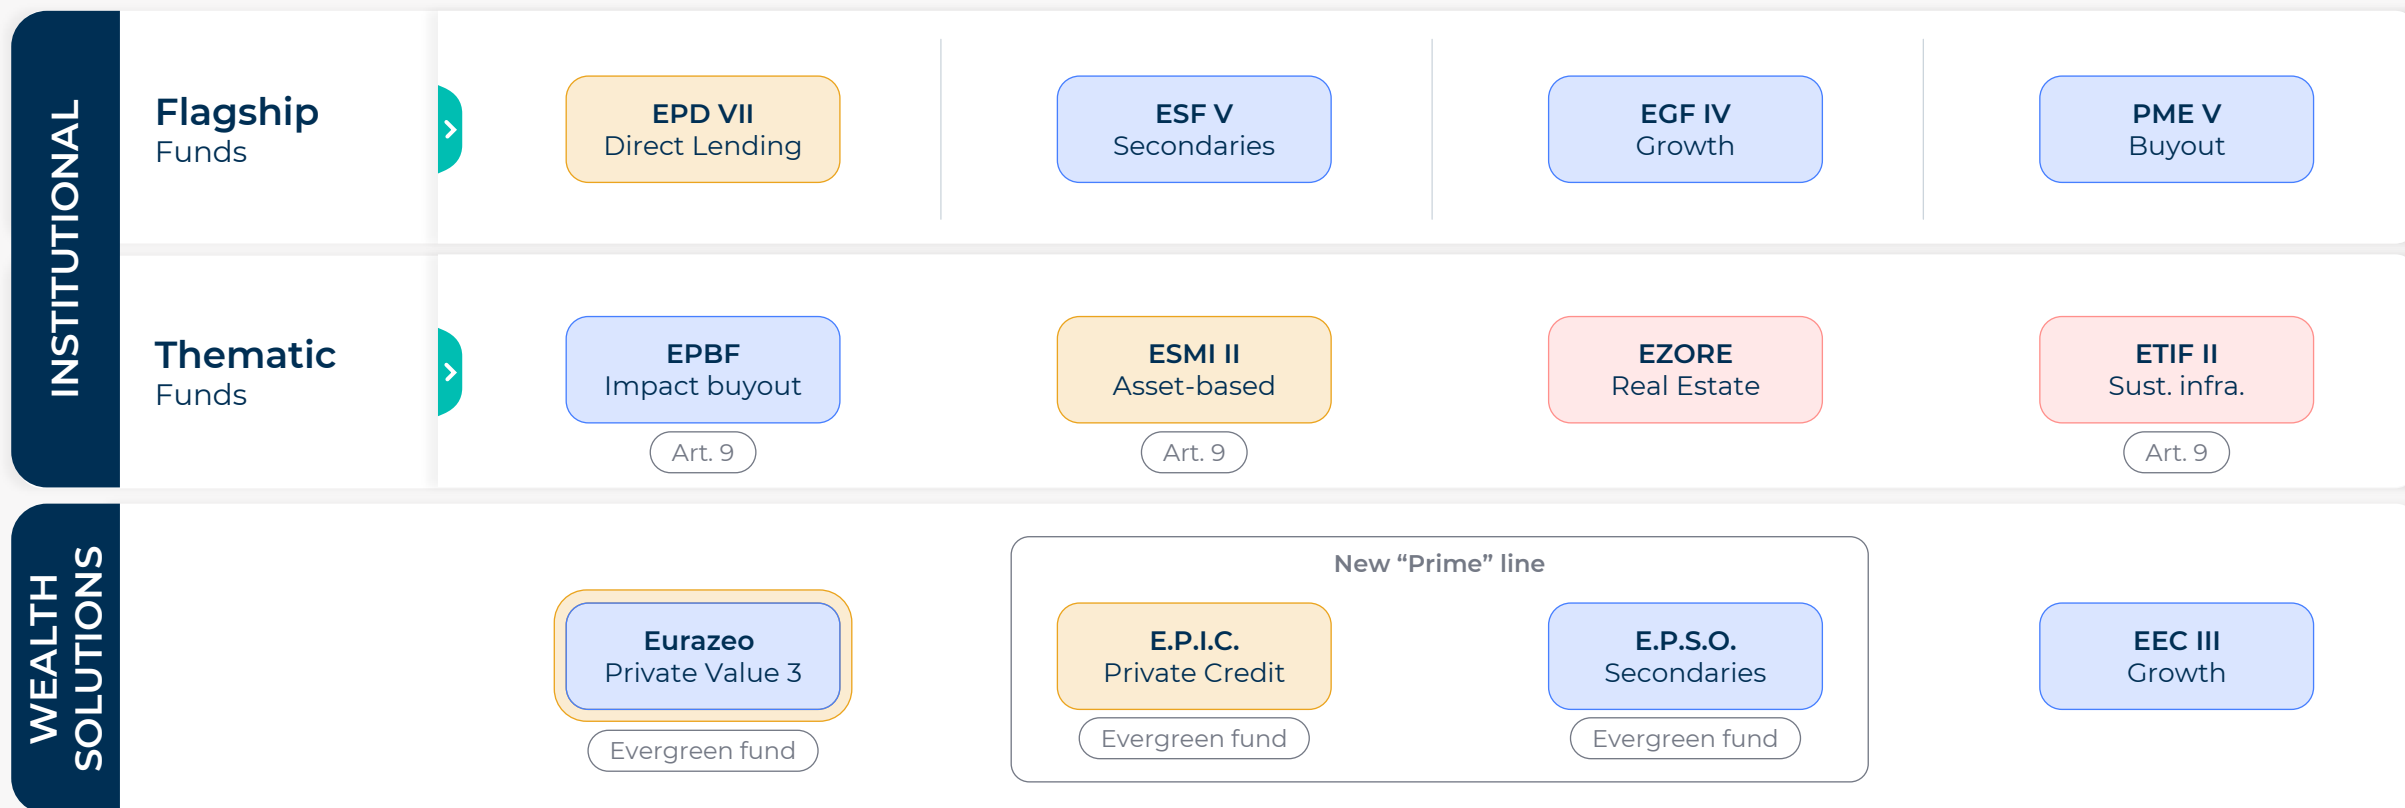 INSTITUTIONAL
Flagship
Funds
EPD VII
Direct Lending
ESF V
Secondaries
EGF IV
Growth
PME V
Buyout
Thematic
Funds
EPBF
Impact buyout
Art. 9
ESMI II
Asset-based
Art. 9
EZORE
Real Estate
ETIF II
Sust. infra.
Art. 9
WEALTH
SOLUTIONS
Eurazeo
Private Value 3
Evergreen fund
New “Prime” line
E.P.I.C.
Private Credit
Evergreen fund
E.P.S.O.
Secondaries
Evergreen fund
EEC III
Growth